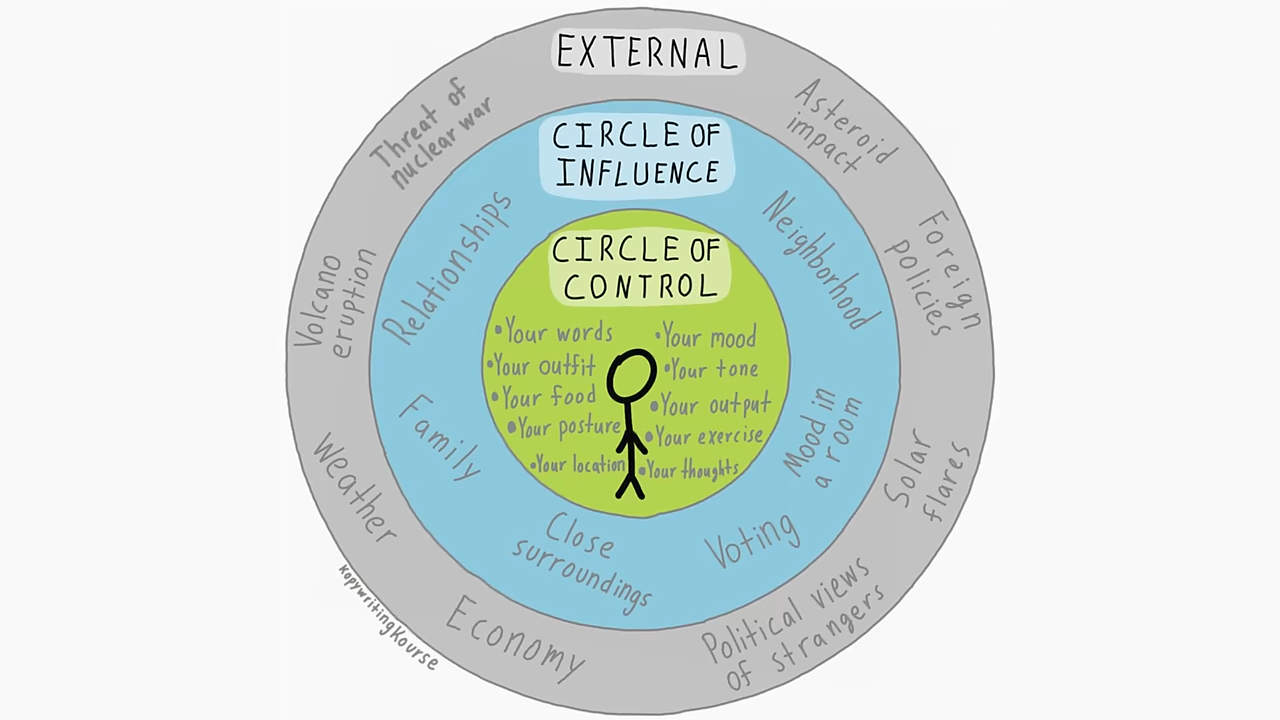 EXTERNAL
Threat of
nuclear war
Asteroid
impact
Volcano
eruption
Foreign
policies
Weather
Solar
flares
Economy
Political views
of strangers
CIRCLE OF
INFLUENCE
Relationships
Neighborhood
Family
Mood in
a room
Close
surroundings
Voting
CIRCLE OF
CONTROL
•Your words
•Your outfit
•Your food
•Your posture
•Your location
•Your mood
•Your tone
•Your output
•Your exercise
•Your thoughts
KopywritingKourse